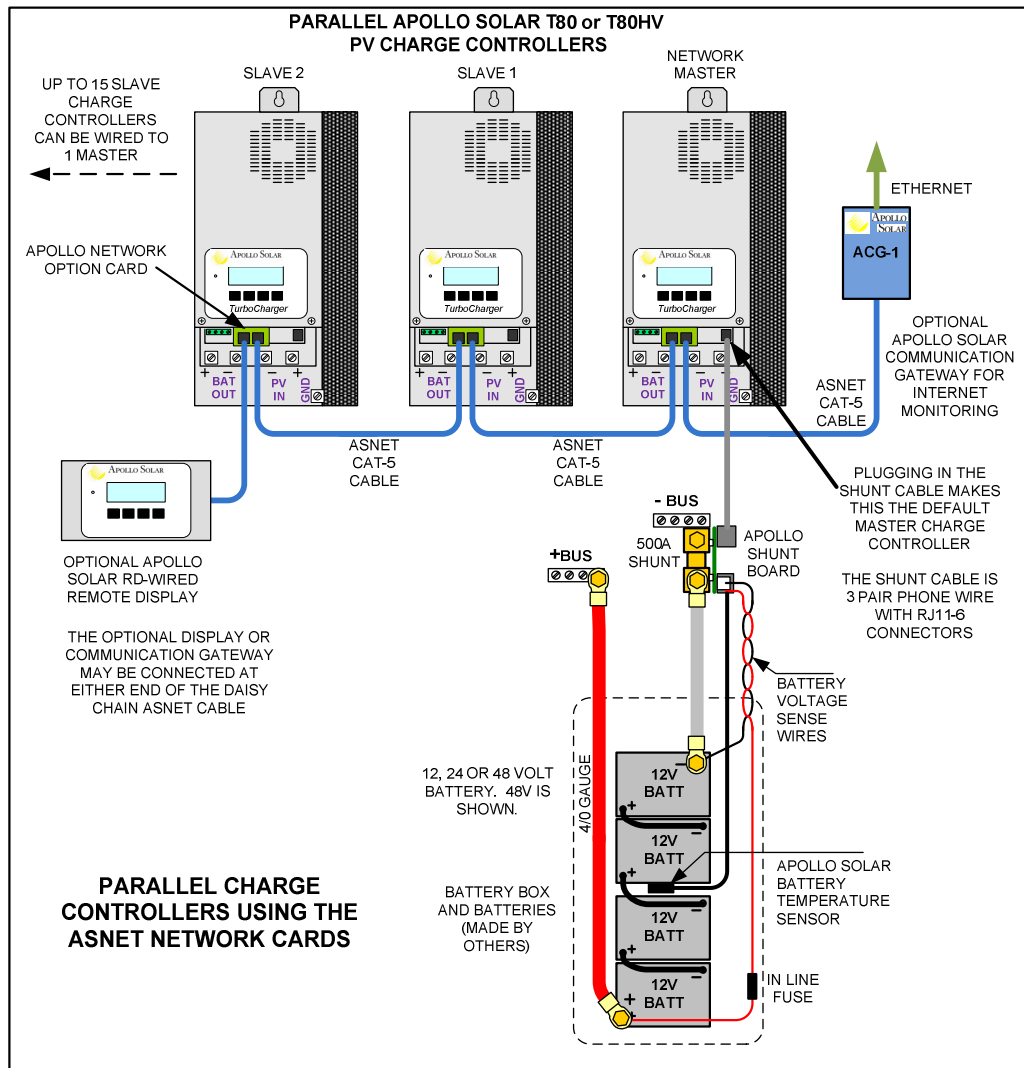 PARALLEL APOLLO SOLAR T80 or T80HV
PV CHARGE CONTROLLERS
UP TO 15 SLAVE
CHARGE
CONTROLLERS
CAN BE WIRED TO
1 MASTER
SLAVE 2
SLAVE 1
NETWORK
MASTER
ETHERNET
APOLLO
SOLAR
ACG-1
APOLLO NETWORK
OPTION CARD
APOLLO SOLAR
TurboCharger
APOLLO SOLAR
TurboCharger
APOLLO SOLAR
TurboCharger
+ − − +
BAT
OUT
PV
IN
GND
+ − − +
BAT
OUT
PV
IN
GND
+ − − +
BAT
OUT
PV
IN
GND
OPTIONAL
APOLLO SOLAR
COMMUNICATION
GATEWAY FOR
INTERNET
MONITORING
ASNET
CAT-5
CABLE
ASNET
CAT-5
CABLE
ASNET
CAT-5
CABLE
APOLLO SOLAR
OPTIONAL APOLLO
SOLAR RD-WIRED
REMOTE DISPLAY
THE OPTIONAL DISPLAY OR
COMMUNICATION GATEWAY
MAY BE CONNECTED AT
EITHER END OF THE DAISY
CHAIN ASNET CABLE
PLUGGING IN THE
SHUNT CABLE MAKES
THIS THE DEFAULT
MASTER CHARGE
CONTROLLER
THE SHUNT CABLE IS
3 PAIR PHONE WIRE
WITH RJ11-6
CONNECTORS
- BUS
500A
SHUNT
APOLLO
SHUNT
BOARD
+BUS
BATTERY
VOLTAGE
SENSE
WIRES
12, 24 OR 48 VOLT
BATTERY. 48V IS
SHOWN.
4/0 GAUGE
−
12V
BATT
+
−
12V
BATT
+
−
12V
BATT
+
−
12V
BATT
+
+
APOLLO SOLAR
BATTERY
TEMPERATURE
SENSOR
BATTERY BOX
AND BATTERIES
(MADE BY
OTHERS)
IN LINE
FUSE
PARALLEL CHARGE
CONTROLLERS USING THE
ASNET NETWORK CARDS